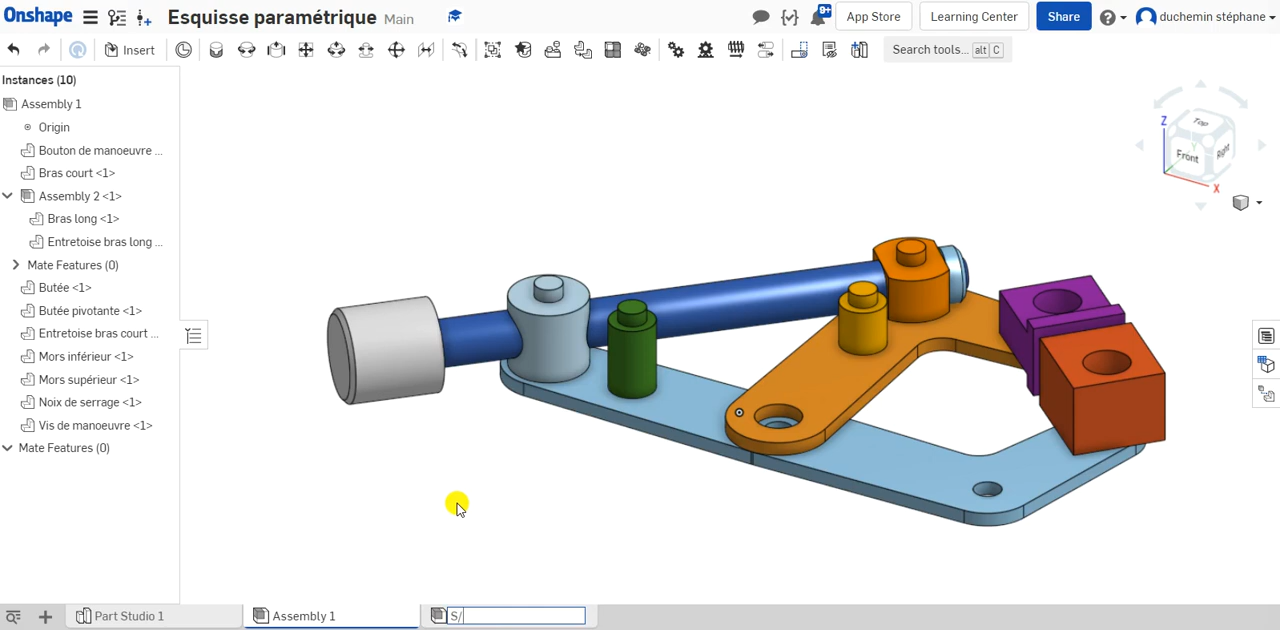 Onshape Esquisse paramétrique Main 9+ App Store Learning Center Share ? duchemin stéphane
Insert Search tools... alt C
Instances (10)
Assembly 1
Origin
Bouton de manoeuvre ...
Bras court <1>
Assembly 2 <1>
Bras long <1>
Entretoise bras long ...
Mate Features (0)
Butée <1>
Butée pivotante <1>
Entretoise bras court ...
Mors inférieur <1>
Mors supérieur <1>
Noix de serrage <1>
Vis de manoeuvre <1>
Mate Features (0)
Z
Top
Front
Right
Y
X
Part Studio 1 Assembly 1 S/